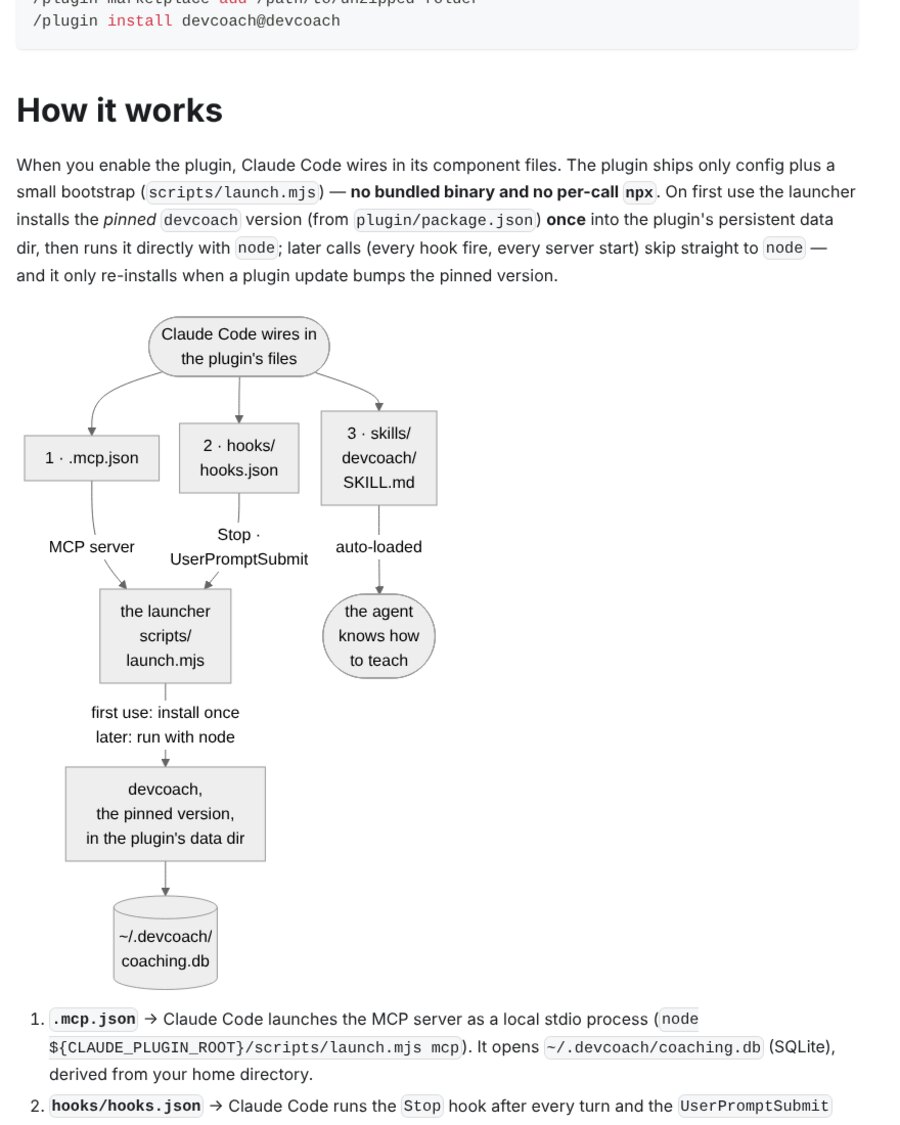 /plugin marketplace add /path/to/unzipped-folder
/plugin install devcoach@devcoach
How it works
When you enable the plugin, Claude Code wires in its component files. The plugin ships only config plus a
small bootstrap (scripts/launch.mjs) — no bundled binary and no per-call npx. On first use the launcher
installs the pinned devcoach version (from plugin/package.json) once into the plugin's persistent data
dir, then runs it directly with node; later calls (every hook fire, every server start) skip straight to node —
and it only re-installs when a plugin update bumps the pinned version.
Claude Code wires in
the plugin's files
1 · .mcp.json
2 · hooks/
hooks.json
3 · skills/
devcoach/
SKILL.md
MCP server
Stop ·
UserPromptSubmit
auto-loaded
the launcher
scripts/
launch.mjs
the agent
knows how
to teach
first use: install once
later: run with node
devcoach,
the pinned version,
in the plugin's data dir
~/.devcoach/
coaching.db
1. .mcp.json → Claude Code launches the MCP server as a local stdio process (node
${CLAUDE_PLUGIN_ROOT}/scripts/launch.mjs mcp). It opens ~/.devcoach/coaching.db (SQLite),
derived from your home directory.
2. hooks/hooks.json → Claude Code runs the Stop hook after every turn and the UserPromptSubmit